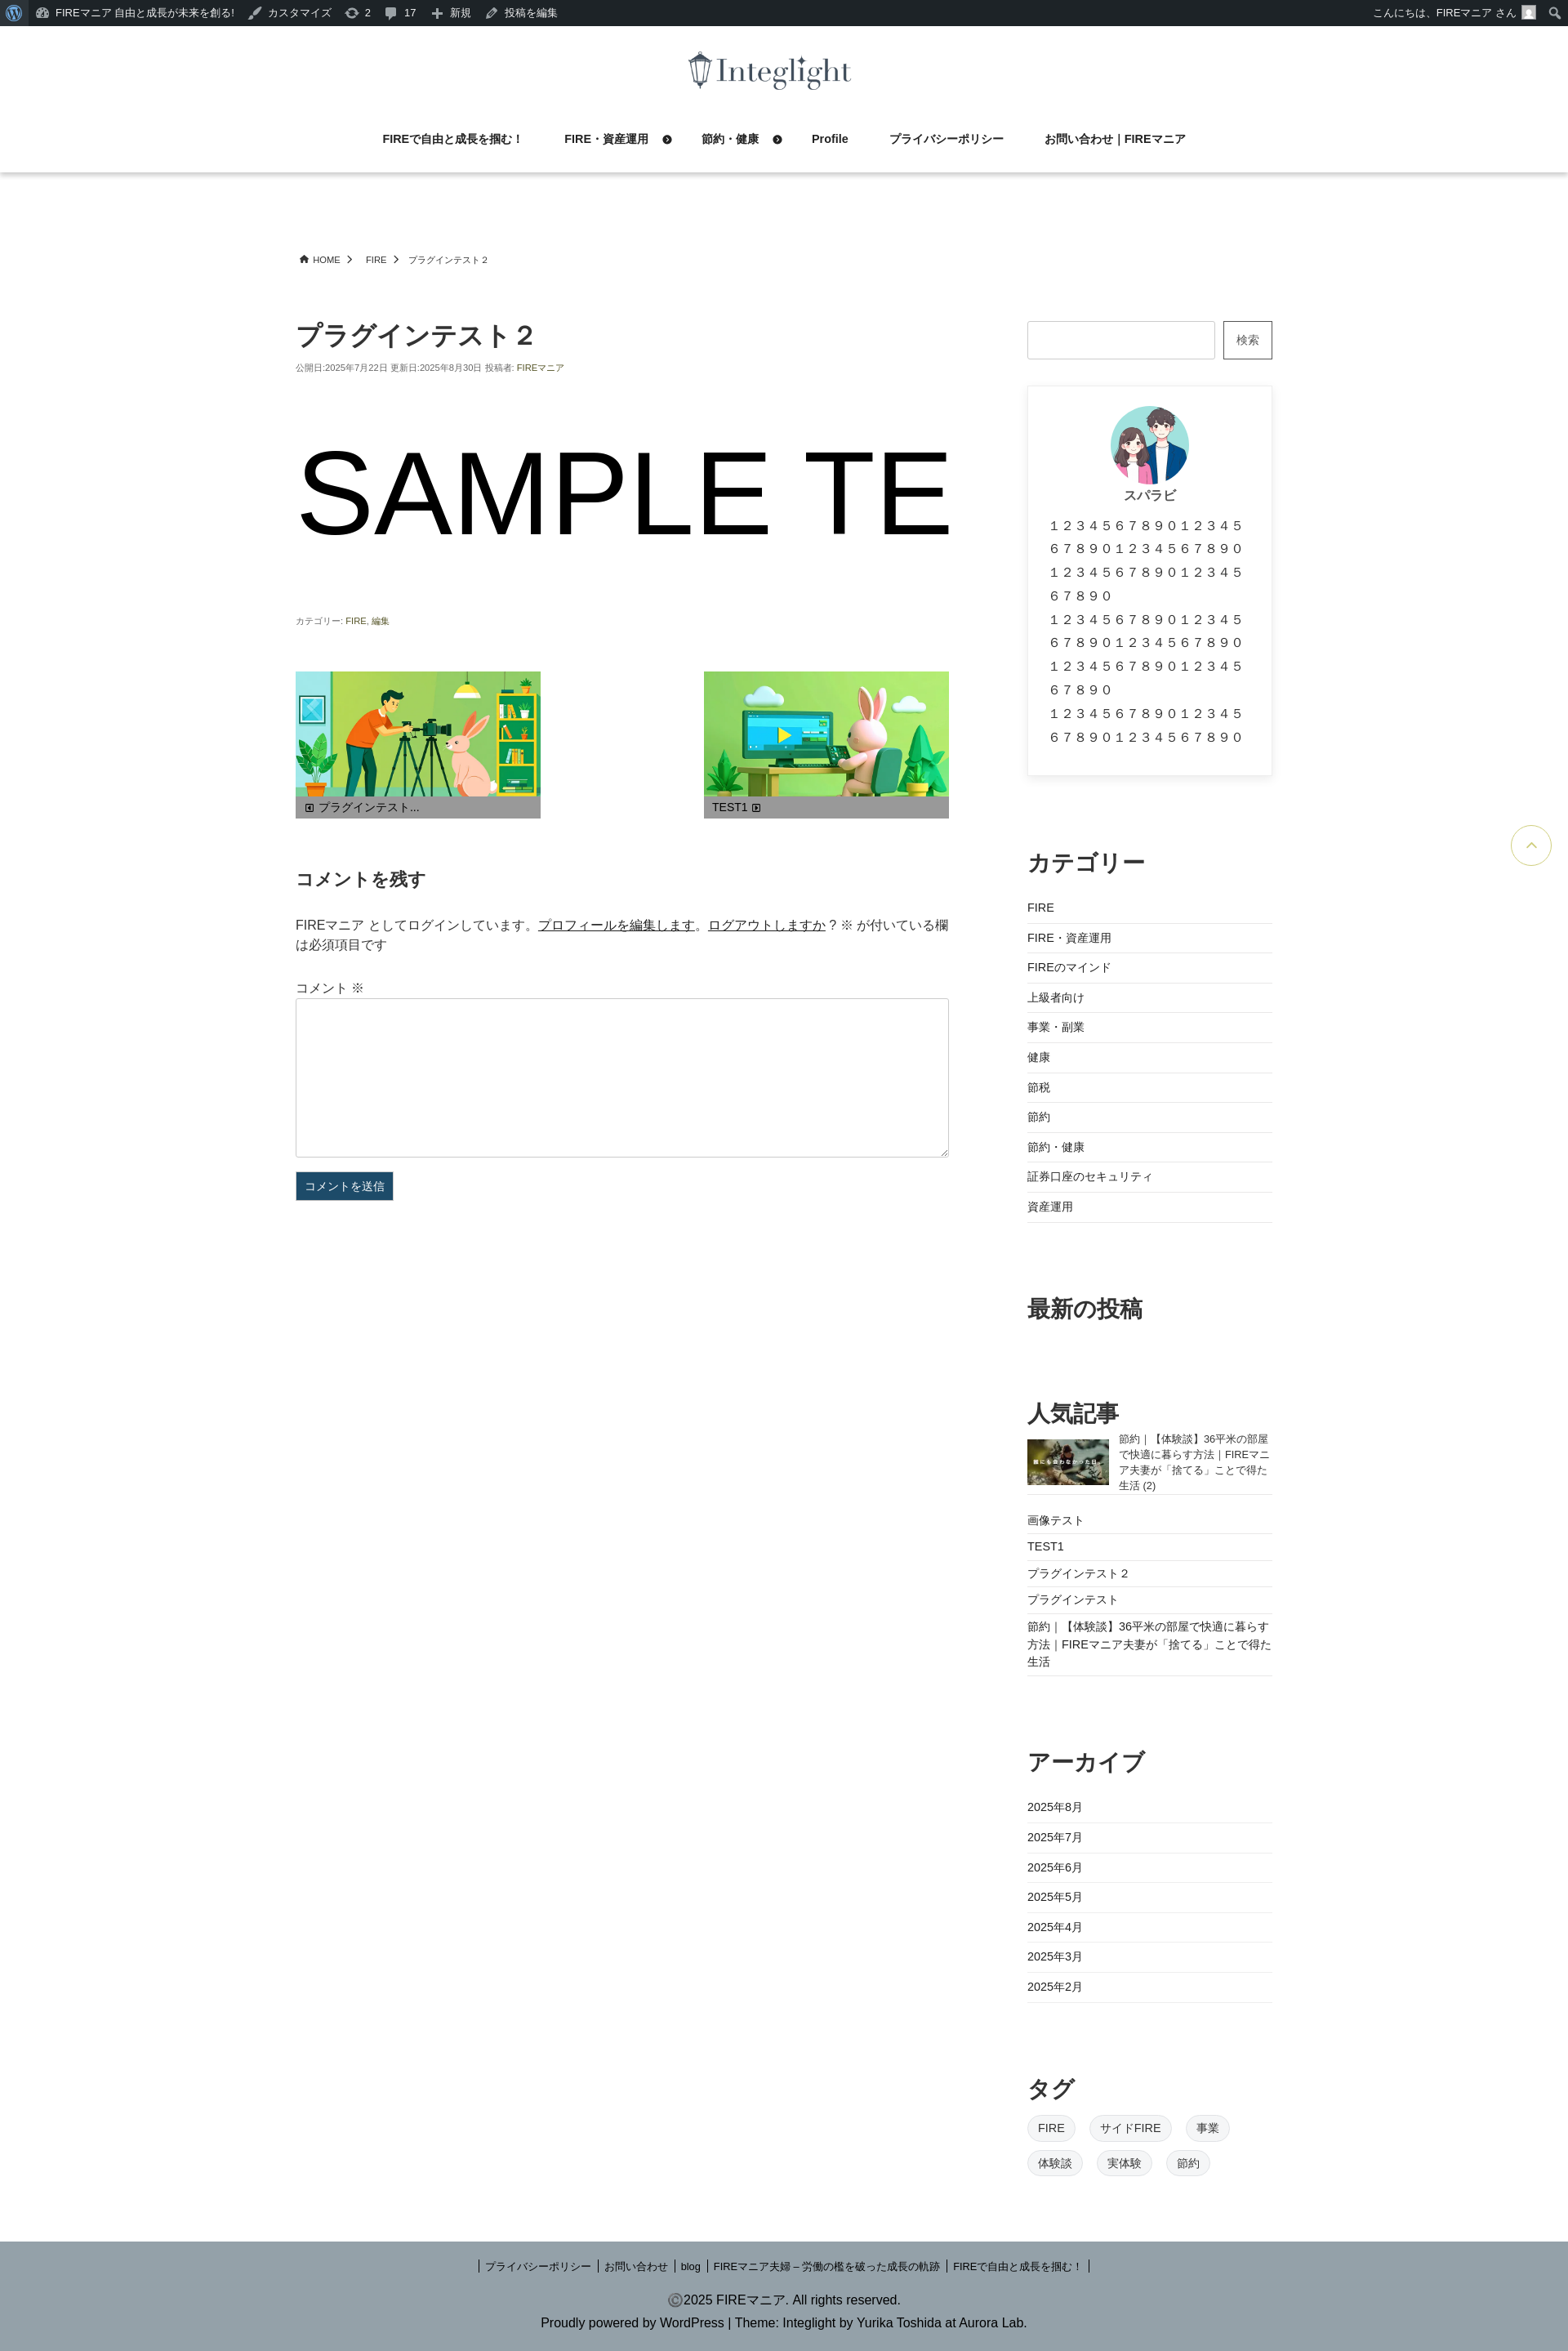 FIREマニア 自由と成長が未来を創る! カスタマイズ 2 17 新規 投稿を編集 こんにちは、FIREマニア さん
Integlight
FIREで自由と成長を掴む！ FIRE・資産運用 節約・健康 Profile プライバシーポリシー お問い合わせ｜FIREマニア
HOME FIRE プラグインテスト２
プラグインテスト２
公開日:2025年7月22日 更新日:2025年8月30日 投稿者: FIREマニア
SAMPLE TE
カテゴリー: FIRE, 編集
プラグインテスト...
TEST1
コメントを残す
FIREマニア としてログインしています。プロフィールを編集します。ログアウトしますか ? ※ が付いている欄
は必須項目です
コメント ※
コメントを送信
検索
スパラビ
１２３４５６７８９０１２３４５
６７８９０１２３４５６７８９０
１２３４５６７８９０１２３４５
６７８９０
１２３４５６７８９０１２３４５
６７８９０１２３４５６７８９０
１２３４５６７８９０１２３４５
６７８９０
１２３４５６７８９０１２３４５
６７８９０１２３４５６７８９０
カテゴリー
FIRE
FIRE・資産運用
FIREのマインド
上級者向け
事業・副業
健康
節税
節約
節約・健康
証券口座のセキュリティ
資産運用
最新の投稿
人気記事
誰にも会わなかった日
節約｜【体験談】36平米の部屋
で快適に暮らす方法｜FIREマニ
ア夫妻が「捨てる」ことで得た
生活 (2)
画像テスト
TEST1
プラグインテスト２
プラグインテスト
節約｜【体験談】36平米の部屋で快適に暮らす
方法｜FIREマニア夫妻が「捨てる」ことで得た
生活
アーカイブ
2025年8月
2025年7月
2025年6月
2025年5月
2025年4月
2025年3月
2025年2月
タグ
FIRE サイドFIRE 事業
体験談 実体験 節約
プライバシーポリシー お問い合わせ blog FIREマニア夫婦 – 労働の檻を破った成長の軌跡 FIREで自由と成長を掴む！
©2025 FIREマニア. All rights reserved.
Proudly powered by WordPress | Theme: Integlight by Yurika Toshida at Aurora Lab.